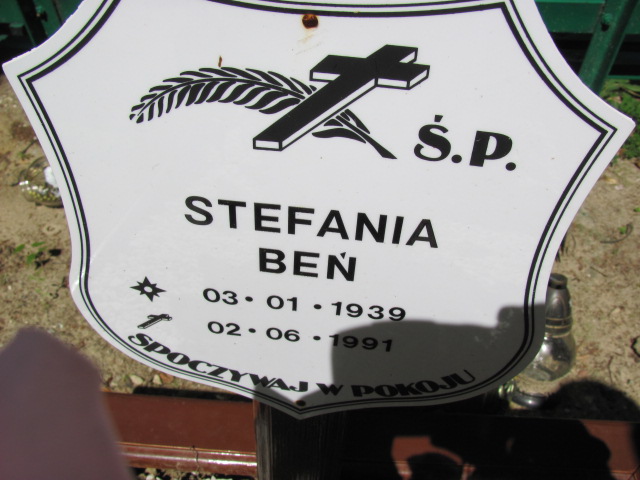 Ś.P.
STEFANIA
BEŃ
03 • 01 • 1939
02 • 06 • 1991
SPOCZYWAJ W POKOJU